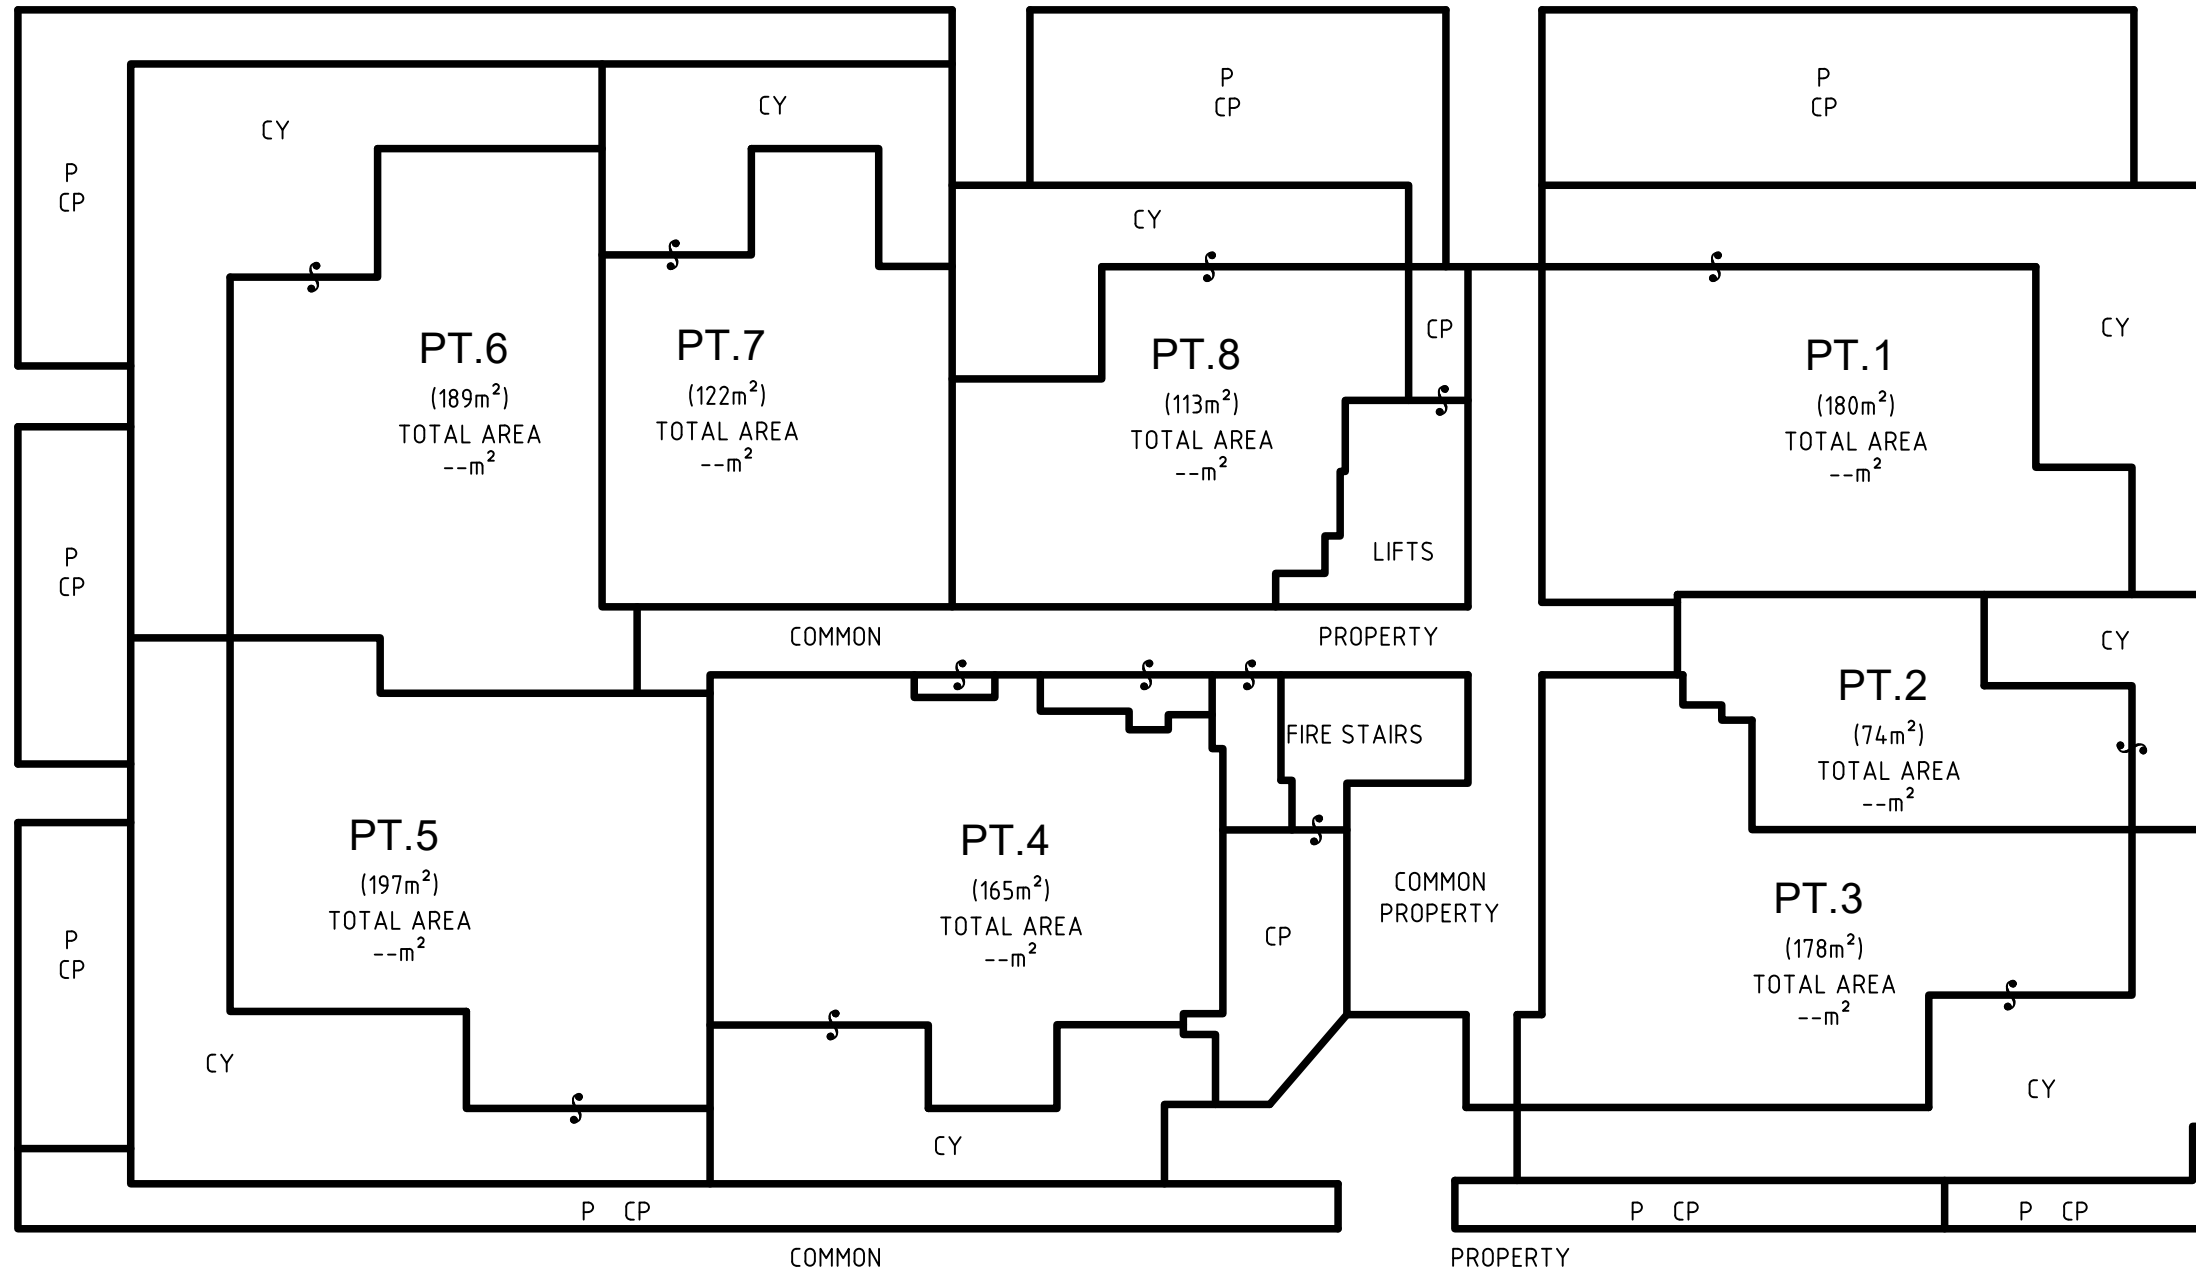 P
CP
P
CP
CY
CY
P
CP
CY
CP
CY
PT.6
(189m²)
TOTAL AREA
--m²
PT.7
(122m²)
TOTAL AREA
--m²
PT.8
(113m²)
TOTAL AREA
--m²
PT.1
(180m²)
TOTAL AREA
--m²
LIFTS
P
CP
COMMON PROPERTY
CY
PT.2
(74m²)
TOTAL AREA
--m²
FIRE STAIRS
PT.5
(197m²)
TOTAL AREA
--m²
PT.4
(165m²)
TOTAL AREA
--m²
COMMON
PROPERTY
PT.3
(178m²)
TOTAL AREA
--m²
P
CP
CP
CY
CY
CY
P CP
P CP
P CP
COMMON PROPERTY